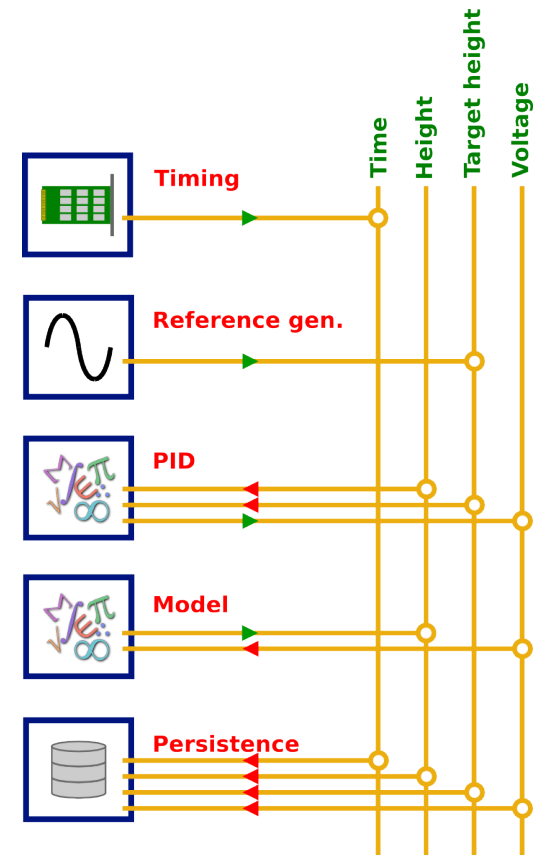 Time
Height
Target height
Voltage
Timing
Reference gen.
PID
Model
Persistence